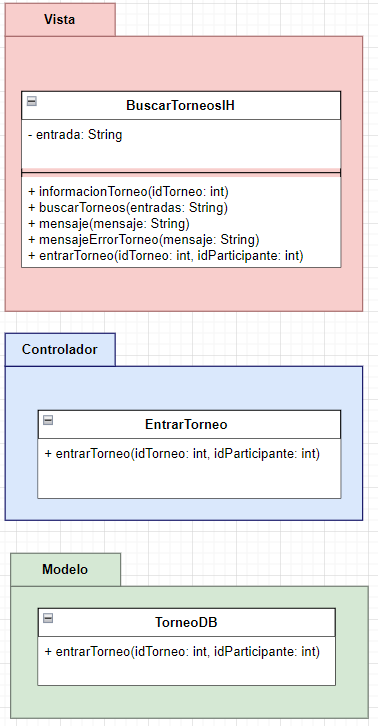 Vista
BuscarTorneosIH
- entrada: String
+ informacionTorneo(idTorneo: int)
+ buscarTorneos(entradas: String)
+ mensaje(mensaje: String)
+ mensajeErrorTorneo(mensaje: String)
+ entrarTorneo(idTorneo: int, idParticipante: int)
Controlador
EntrarTorneo
+ entrarTorneo(idTorneo: int, idParticipante: int)
Modelo
TorneoDB
+ entrarTorneo(idTorneo: int, idParticipante: int)